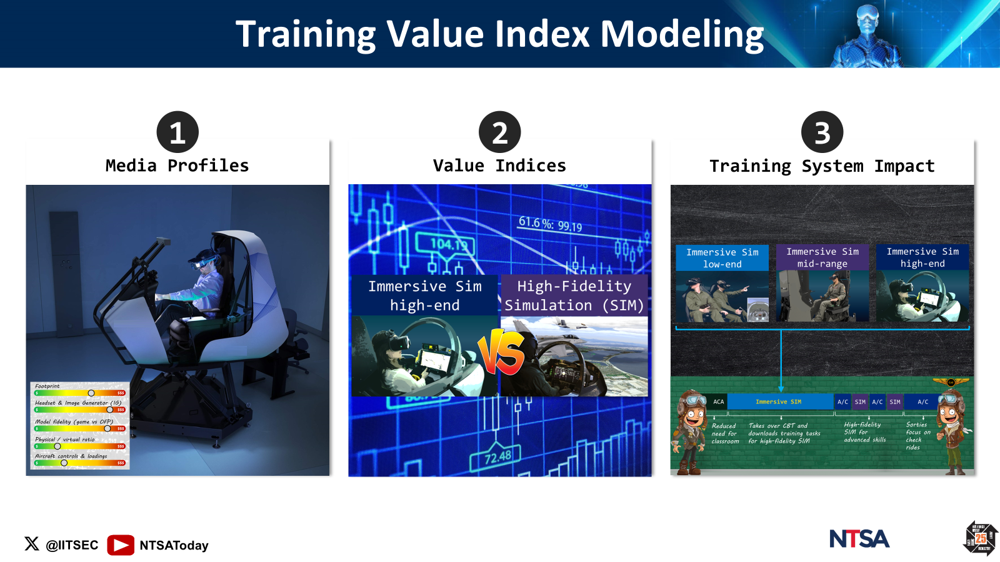 Training Value Index Modeling
1
Media Profiles
Footprint
$ $$$
Headset & Image Generator (IG)
$ $$$
Model fidelity (game vs OFP)
$ $$$
Physical / virtual ratio
$ $$$
Aircraft controls & loadings
$ $$$
2
Value Indices
61.6 %: 99.19
104.19
Immersive Sim
high-end
High-Fidelity
Simulation (SIM)
VS
72.48
3
Training System Impact
Immersive Sim
low-end
Immersive Sim
mid-range
Immersive Sim
high-end
ACA
Immersive SIM
A/C
SIM
A/C
SIM
A/C
Reduced
need for
classroom
Takes over CBT and
downloads training tasks
for high-fidelity SIM
High-fidelity
SIM for
advanced skills
Sorties
focus on
check
rides
@IITSEC
NTSAToday
NTSA
25
INDUSTRY